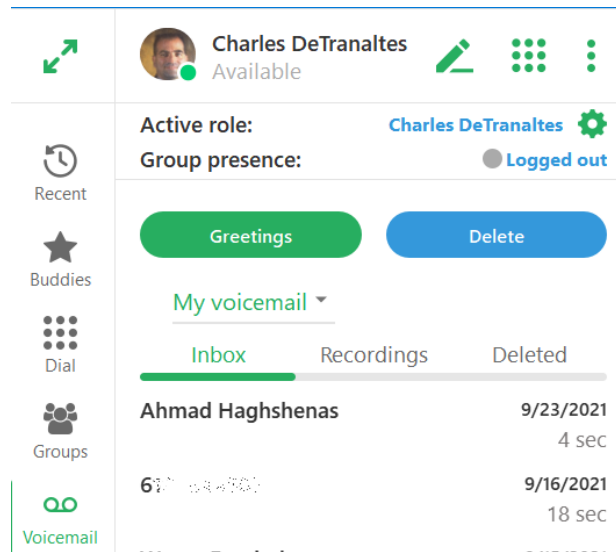 Charles DeTranaltes
Available
Active role: Charles DeTranaltes
Group presence: Logged out
Recent
Greetings Delete
Buddies
My voicemail
Inbox Recordings Deleted
Dial
Ahmad Haghshenas 9/23/2021
4 sec
Groups
9/16/2021
18 sec
Voicemail